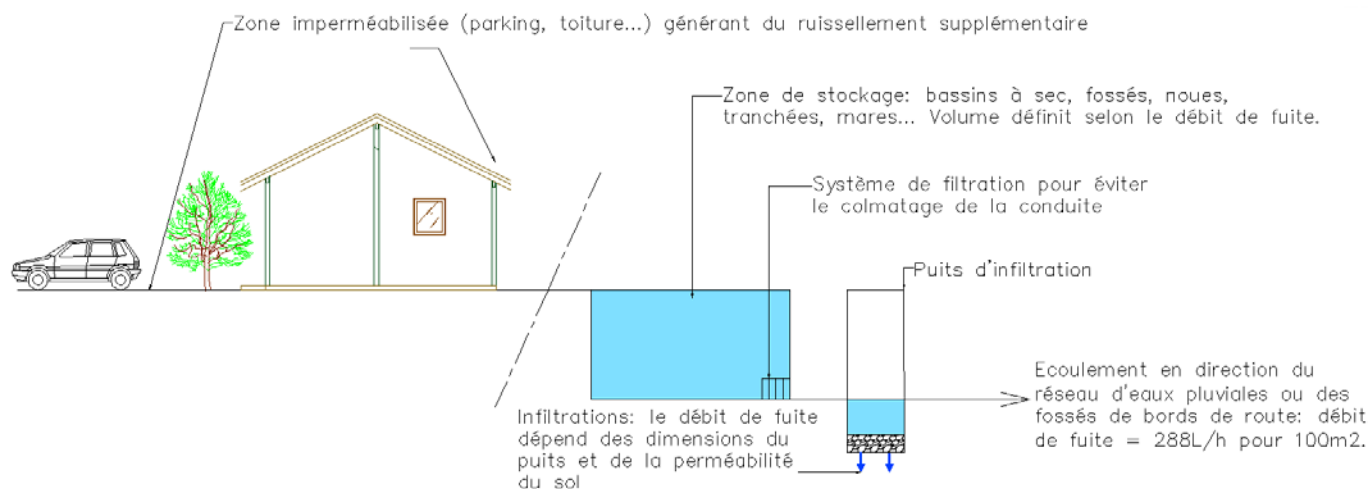 Zone imperméabilisée (parking, toiture...) générant du ruissellement supplémentaire
Zone de stockage: bassins à sec, fossés, noues,
tranchées, mares... Volume définit selon le débit de fuite.
Système de filtration pour éviter
le colmatage de la conduite
Puits d'infiltration
Ecoulement en direction du
réseau d'eaux pluviales ou des
fossés de bords de route: débit
de fuite = 288L/h pour 100m2.
Infiltrations: le débit de fuite
dépend des dimensions du
puits et de la perméabilité
du sol